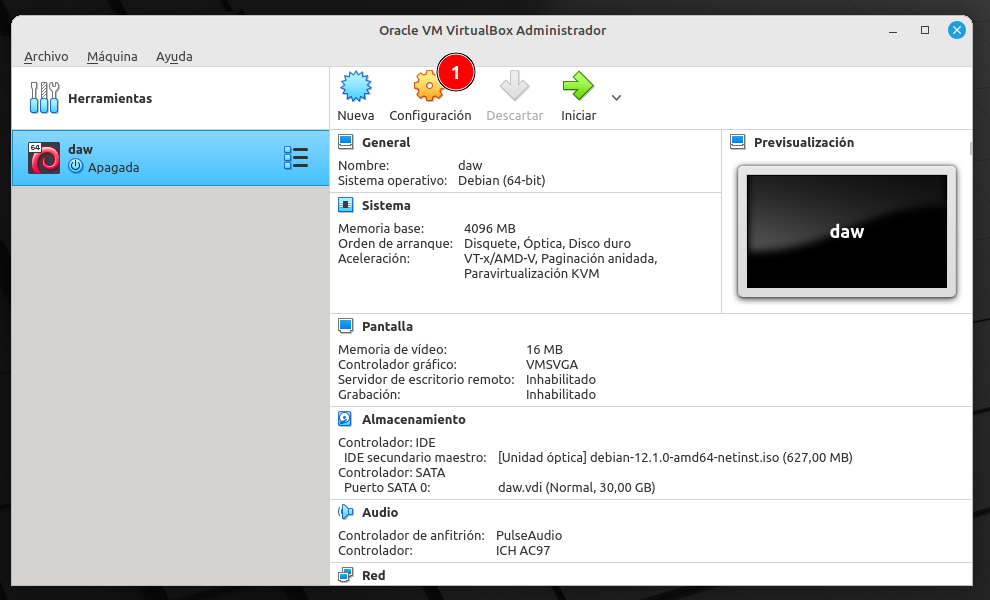 Oracle VM VirtualBox Administrador
Archivo Máquina Ayuda
Herramientas
64
daw
Apagada
1
Nueva Configuración Descartar Iniciar
General
Nombre: daw
Sistema operativo: Debian (64-bit)
Sistema
Memoria base: 4096 MB
Orden de arranque: Disquete, Óptica, Disco duro
Aceleración: VT-x/AMD-V, Paginación anidada,
Paravirtualización KVM
Previsualización
daw
Pantalla
Memoria de vídeo: 16 MB
Controlador gráfico: VMSVGA
Servidor de escritorio remoto: Inhabilitado
Grabación: Inhabilitado
Almacenamiento
Controlador: IDE
IDE secundario maestro: [Unidad óptica] debian-12.1.0-amd64-netinst.iso (627,00 MB)
Controlador: SATA
Puerto SATA 0: daw.vdi (Normal, 30,00 GB)
Audio
Controlador de anfitrión: PulseAudio
Controlador: ICH AC97
Red